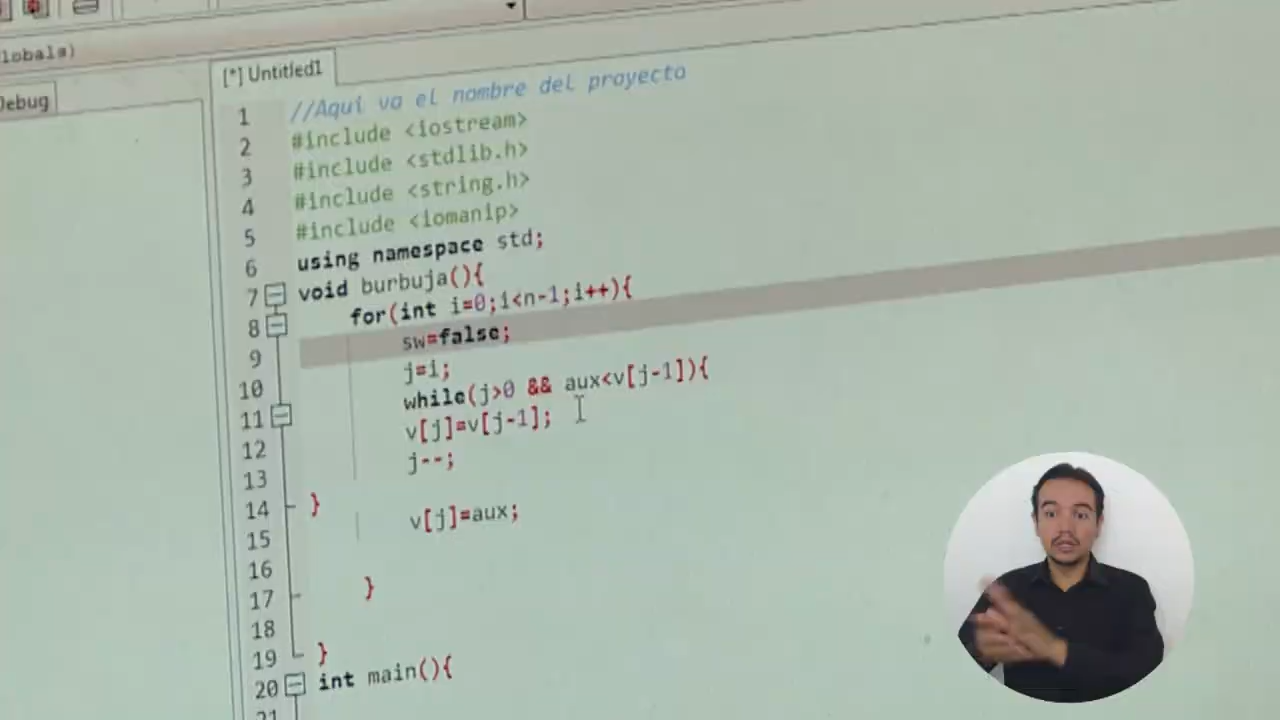 lobals)
Debug
[*] Untitled1
1 //Aqui va el nombre del proyecto
2 #include <iostream>
3 #include <stdlib.h>
4 #include <string.h>
5 #include <iomanip>
6 using namespace std;
7 void burbuja(){
8 for(int i=0;i<n-1;i++){
9 sw=false;
10 j=i;
11 while(j>0 && aux<v[j-1]){
12 v[j]=v[j-1];
13 j--;
14 }
15 v[j]=aux;
16
17 }
18
19 }
20 int main(){
21